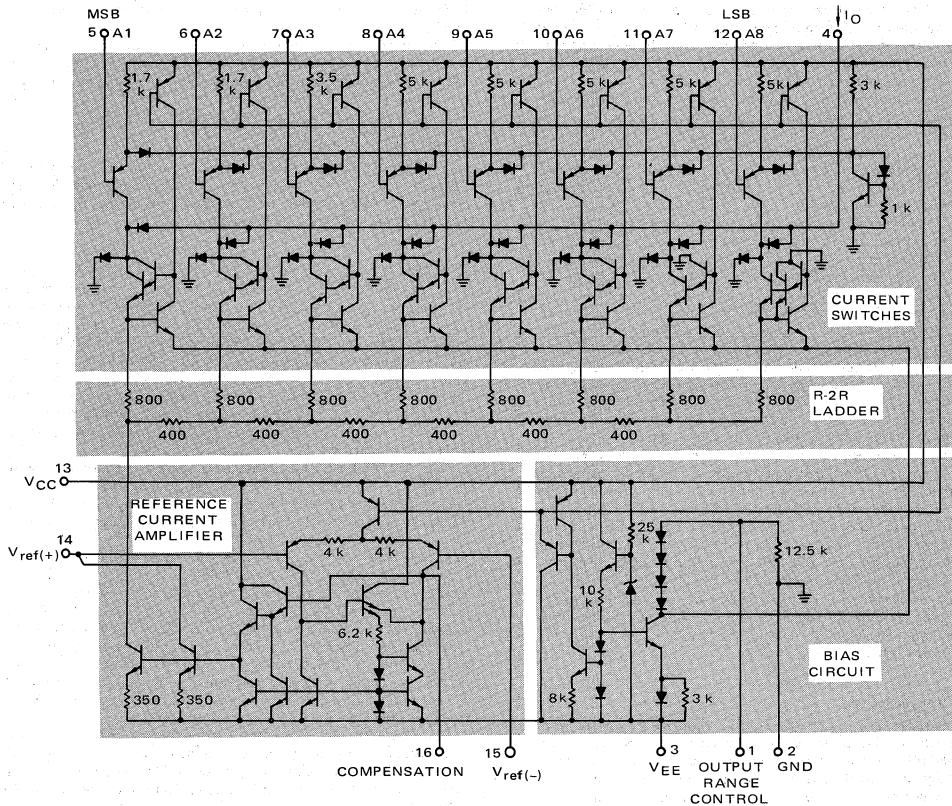 MSB
5 A1
6 A2
7 A3
8 A4
9 A5
10 A6
11 A7
LSB
12 A8
4
IO
1.7 k
1.7 k
3.5 k
5 k
5 k
5 k
5 k
5k
3 k
1 k
CURRENT
SWITCHES
800
800
800
800
800
800
800
800
R-2R
LADDER
400
400
400
400
400
400
13
VCC
14
Vref(+)
REFERENCE
CURRENT
AMPLIFIER
4 k
4 k
6.2 k
350
350
16
COMPENSATION
15
Vref(−)
25 k
10 k
12.5 k
8k
3 k
BIAS
CIRCUIT
3
VEE
1
OUTPUT
RANGE
CONTROL
2
GND